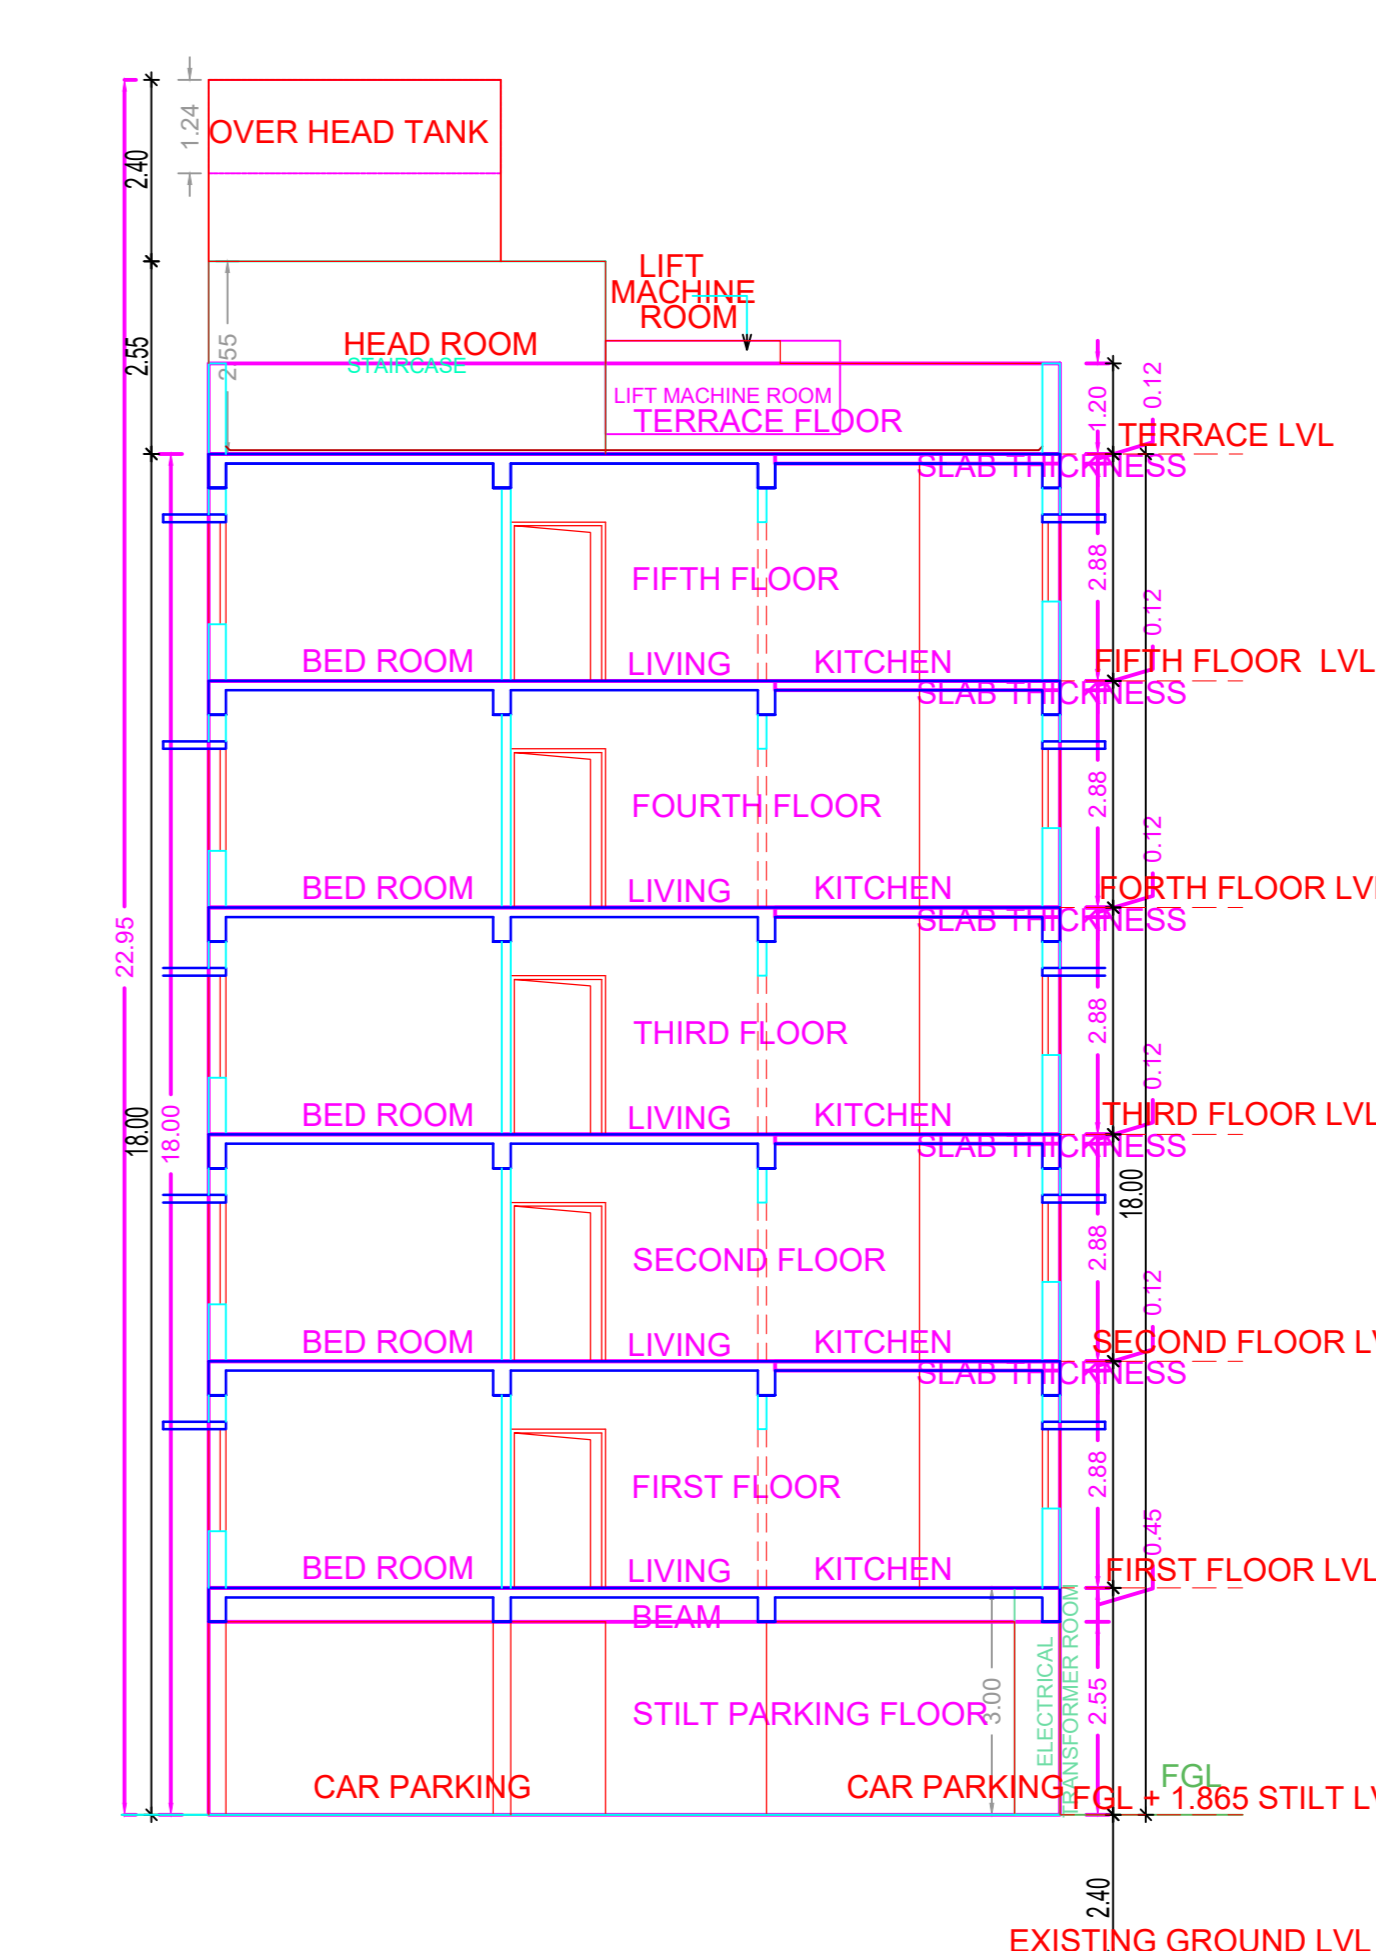 1.24
OVER HEAD TANK
2.40
LIFT
MACHINE
ROOM
HEAD ROOM
STAIRCASE
2.55
2.55
LIFT MACHINE ROOM
TERRACE FLOOR
1.20
0.12
TERRACE LVL
SLAB THICKNESS
2.88
FIFTH FLOOR
0.12
BED ROOM
LIVING
KITCHEN
FIFTH FLOOR LVL
SLAB THICKNESS
2.88
FOURTH FLOOR
0.12
BED ROOM
LIVING
KITCHEN
FORTH FLOOR LVL
SLAB THICKNESS
22.95
2.88
THIRD FLOOR
0.12
BED ROOM
LIVING
KITCHEN
THIRD FLOOR LVL
SLAB THICKNESS
18.00
18.00
18.00
2.88
SECOND FLOOR
0.12
BED ROOM
LIVING
KITCHEN
SECOND FLOOR LV
SLAB THICKNESS
2.88
FIRST FLOOR
0.45
BED ROOM
LIVING
KITCHEN
FIRST FLOOR LVL
BEAM
STILT PARKING FLOOR
3.00
ELECTRICAL
TRANSFORMER ROOM
2.55
CAR PARKING
CAR PARKING
FGL
FGL + 1.865 STILT LV
2.40
EXISTING GROUND LVL